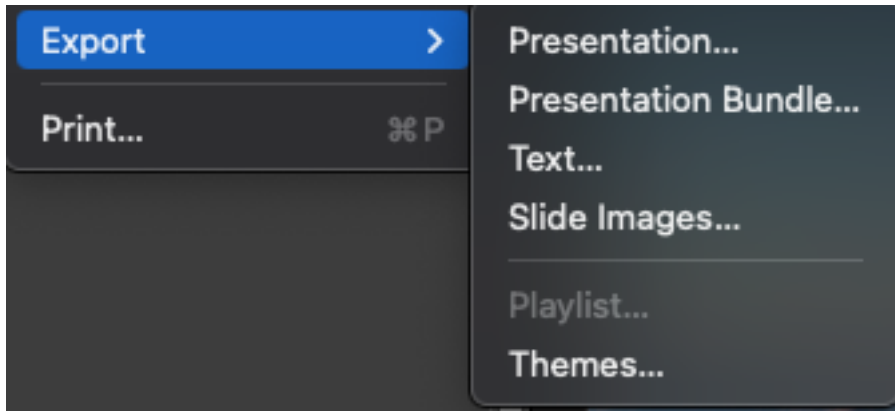 Export
Print... ⌘ P
Presentation...
Presentation Bundle...
Text...
Slide Images...
Playlist...
Themes...